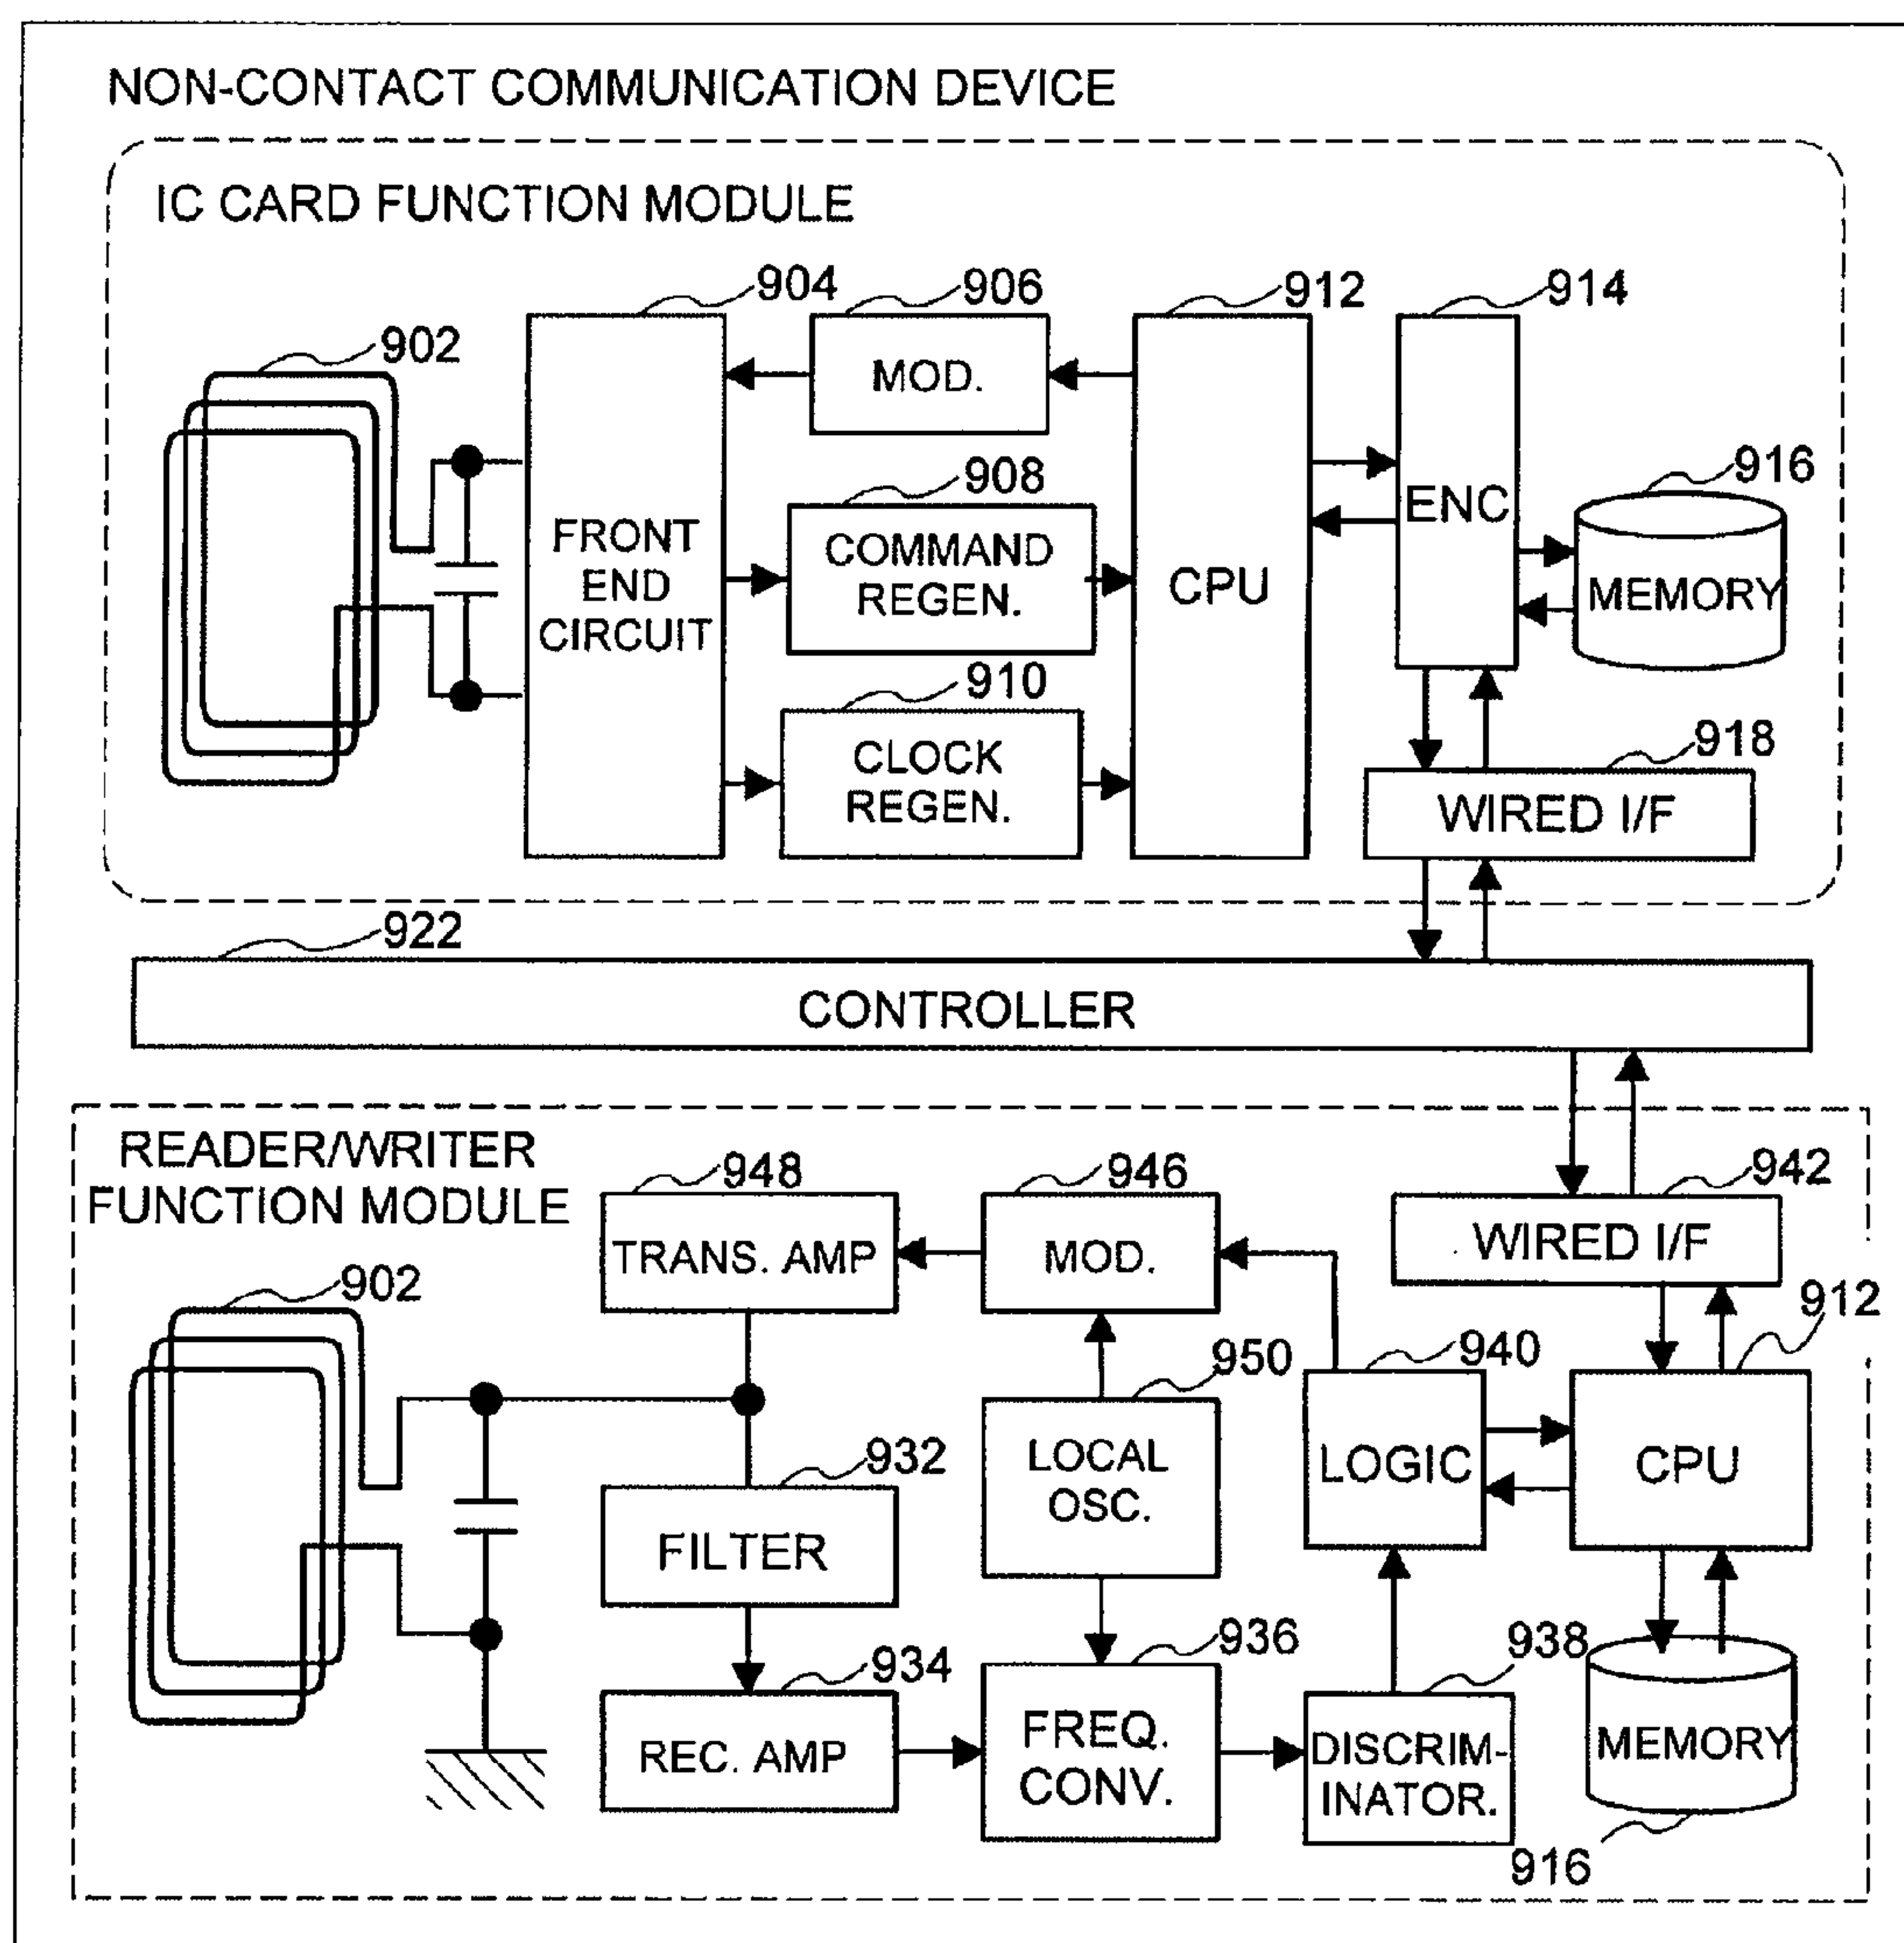 NON-CONTACT COMMUNICATION DEVICE
IC CARD FUNCTION MODULE
902
904
906
912
914
MOD.
908
916
FRONT
END
CIRCUIT
COMMAND
REGEN.
CPU
ENC
MEMORY
910
CLOCK
REGEN.
918
WIRED I/F
922
CONTROLLER
READER/WRITER
FUNCTION MODULE
948
946
942
TRANS. AMP
MOD.
WIRED I/F
902
912
950
940
932
LOCAL
OSC.
LOGIC
CPU
FILTER
934
936
938
REC. AMP
FREQ.
CONV.
DISCRIM-
INATOR.
MEMORY
916